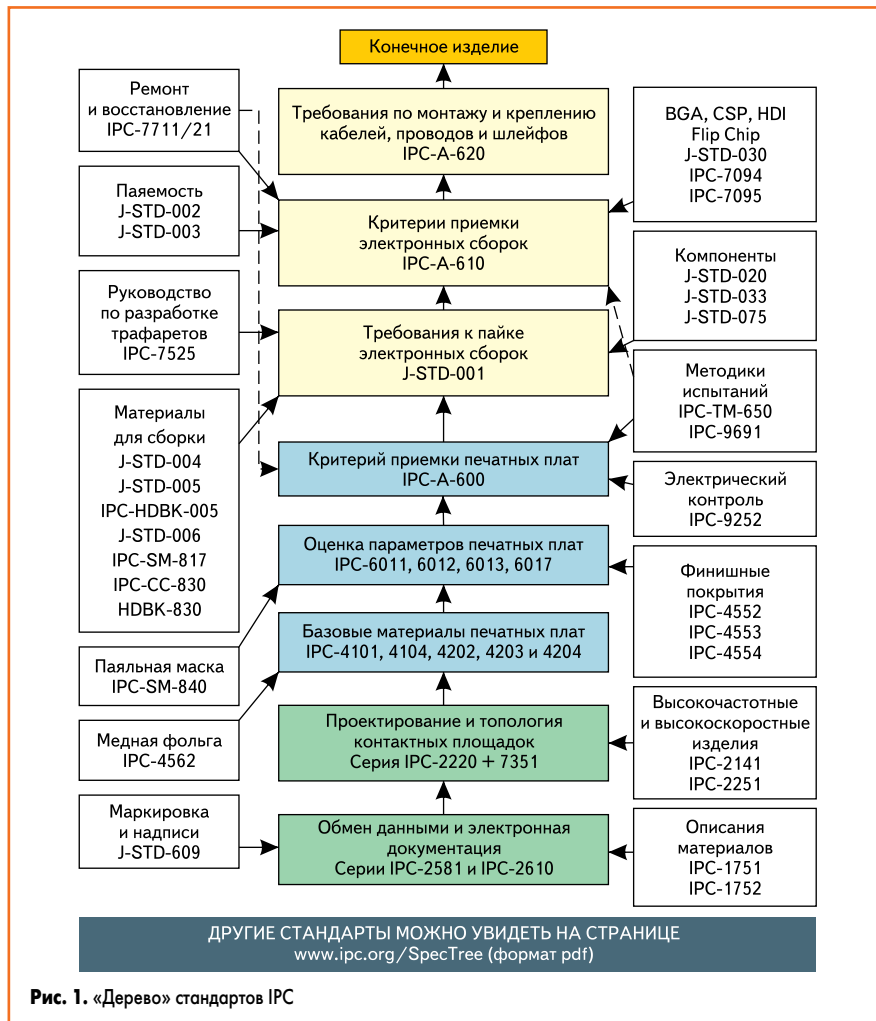 Конечное изделие
Ремонт
и восстановление
IPC-7711/21
Паяемость
J-STD-002
J-STD-003
Руководство
по разработке
трафаретов
IPC-7525
Материалы
для сборки
J-STD-004
J-STD-005
IPC-HDBK-005
J-STD-006
IPC-SM-817
IPC-CC-830
HDBK-830
Паяльная маска
IPC-SM-840
Медная фольга
IPC-4562
Маркировка
и надписи
J-STD-609
Требования по монтажу и креплению
кабелей, проводов и шлейфов
IPC-A-620
Критерии приемки
электронных сборок
IPC-A-610
Требования к пайке
электронных сборок
J-STD-001
Критерий приемки печатных плат
IPC-A-600
Оценка параметров печатных плат
IPC-6011, 6012, 6013, 6017
Базовые материалы печатных плат
IPC-4101, 4104, 4202, 4203 и 4204
Проектирование и топология
контактных площадок
Серия IPC-2220 + 7351
Обмен данными и электронная
документация
Серии IPC-2581 и IPC-2610
BGA, CSP, HDI
Flip Chip
J-STD-030
IPC-7094
IPC-7095
Компоненты
J-STD-020
J-STD-033
J-STD-075
Методики
испытаний
IPC-TM-650
IPC-9691
Электрический
контроль
IPC-9252
Финишные
покрытия
IPC-4552
IPC-4553
IPC-4554
Высокочастотные
и высокоскоростные
изделия
IPC-2141
IPC-2251
Описания
материалов
IPC-1751
IPC-1752
ДРУГИЕ СТАНДАРТЫ МОЖНО УВИДЕТЬ НА СТРАНИЦЕ
www.ipc.org/SpecTree (формат pdf)
Рис. 1. «Дерево» стандартов IPC